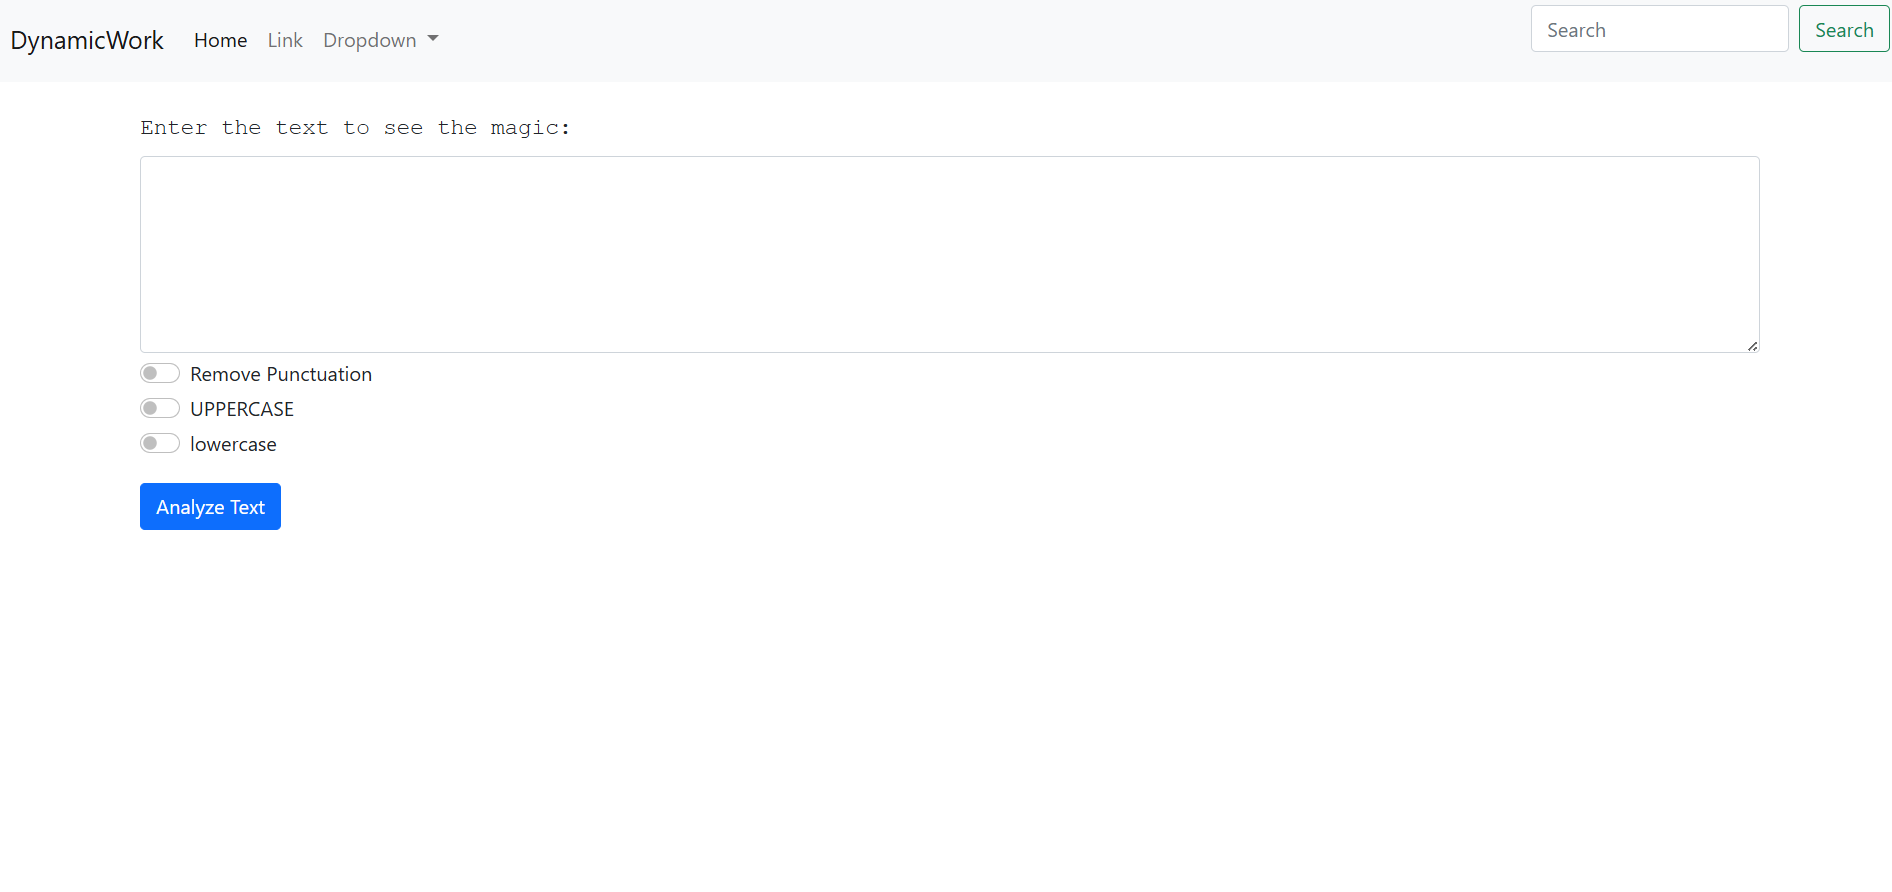 DynamicWork Home Link Dropdown Search Search
Enter the text to see the magic:
Remove Punctuation
UPPERCASE
lowercase
Analyze Text